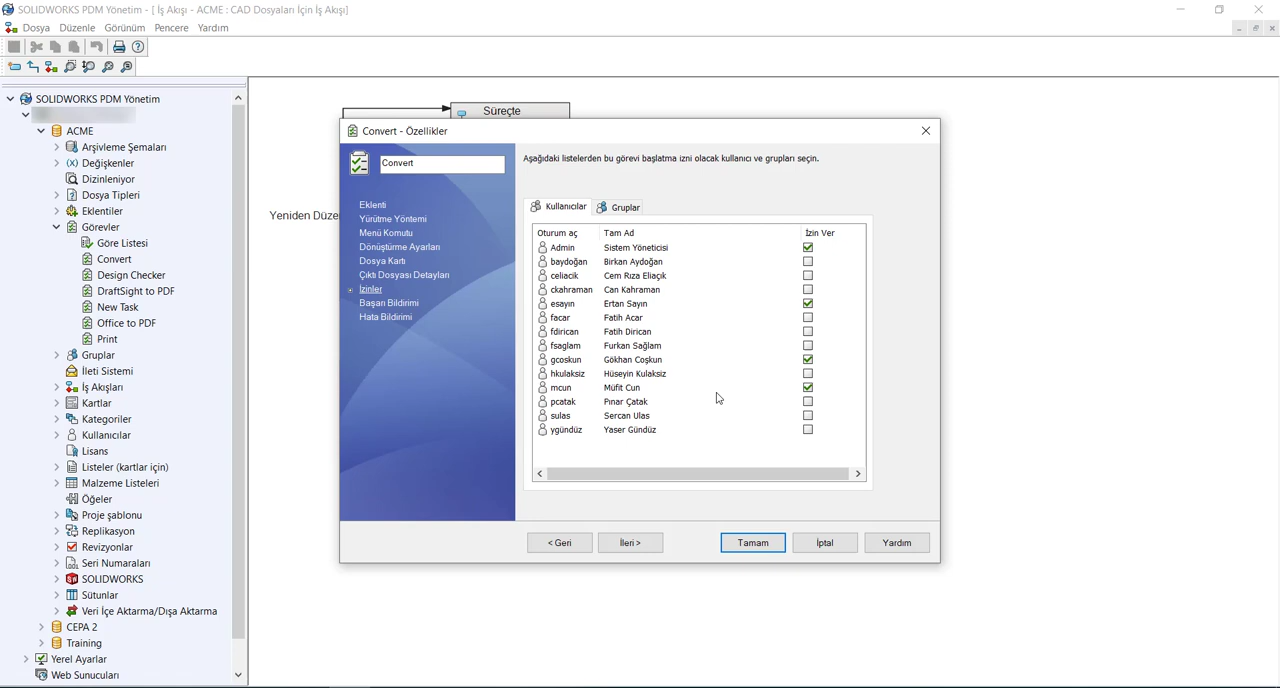 SOLIDWORKS PDM Yönetim - [ İş Akışı - ACME : CAD Dosyaları İçin İş Akışı]
Dosya Düzenle Görünüm Pencere Yardım
SOLIDWORKS PDM Yönetim
ACME
Arşivleme Şemaları
(x) Değişkenler
Dizinleniyor
Dosya Tipleri
Eklentiler
Görevler
Göre Listesi
Convert
Design Checker
DraftSight to PDF
New Task
Office to PDF
Print
Gruplar
İleti Sistemi
İş Akışları
Kartlar
Kategoriler
Kullanıcılar
Lisans
Listeler (kartlar için)
Malzeme Listeleri
Öğeler
Proje şablonu
Replikasyon
Revizyonlar
Seri Numaraları
SOLIDWORKS
Sütunlar
Veri İçe Aktarma/Dışa Aktarma
CEPA 2
Training
Yerel Ayarlar
Web Sunucuları
Süreçte
Yeniden Düze
Convert - Özellikler
Convert
Eklenti
Yürütme Yöntemi
Menü Komutu
Dönüştürme Ayarları
Dosya Kartı
Çıktı Dosyası Detayları
İzinler
Başarı Bildirimi
Hata Bildirimi
Aşağıdaki listelerden bu görevi başlatma izni olacak kullanıcı ve grupları seçin.
Kullanıcılar Gruplar
Oturum aç Tam Ad İzin Ver
Admin Sistem Yöneticisi
baydoğan Birkan Aydoğan
celiacik Cem Rıza Eliaçık
ckahraman Can Kahraman
esayın Ertan Sayın
facar Fatih Acar
fdirican Fatih Dirican
fsaglam Furkan Sağlam
gcoskun Gökhan Coşkun
hkulaksiz Hüseyin Kulaksiz
mcun Müfit Cun
pcatak Pınar Çatak
sulas Sercan Ulas
ygündüz Yaser Gündüz
< Geri İleri > Tamam İptal Yardım